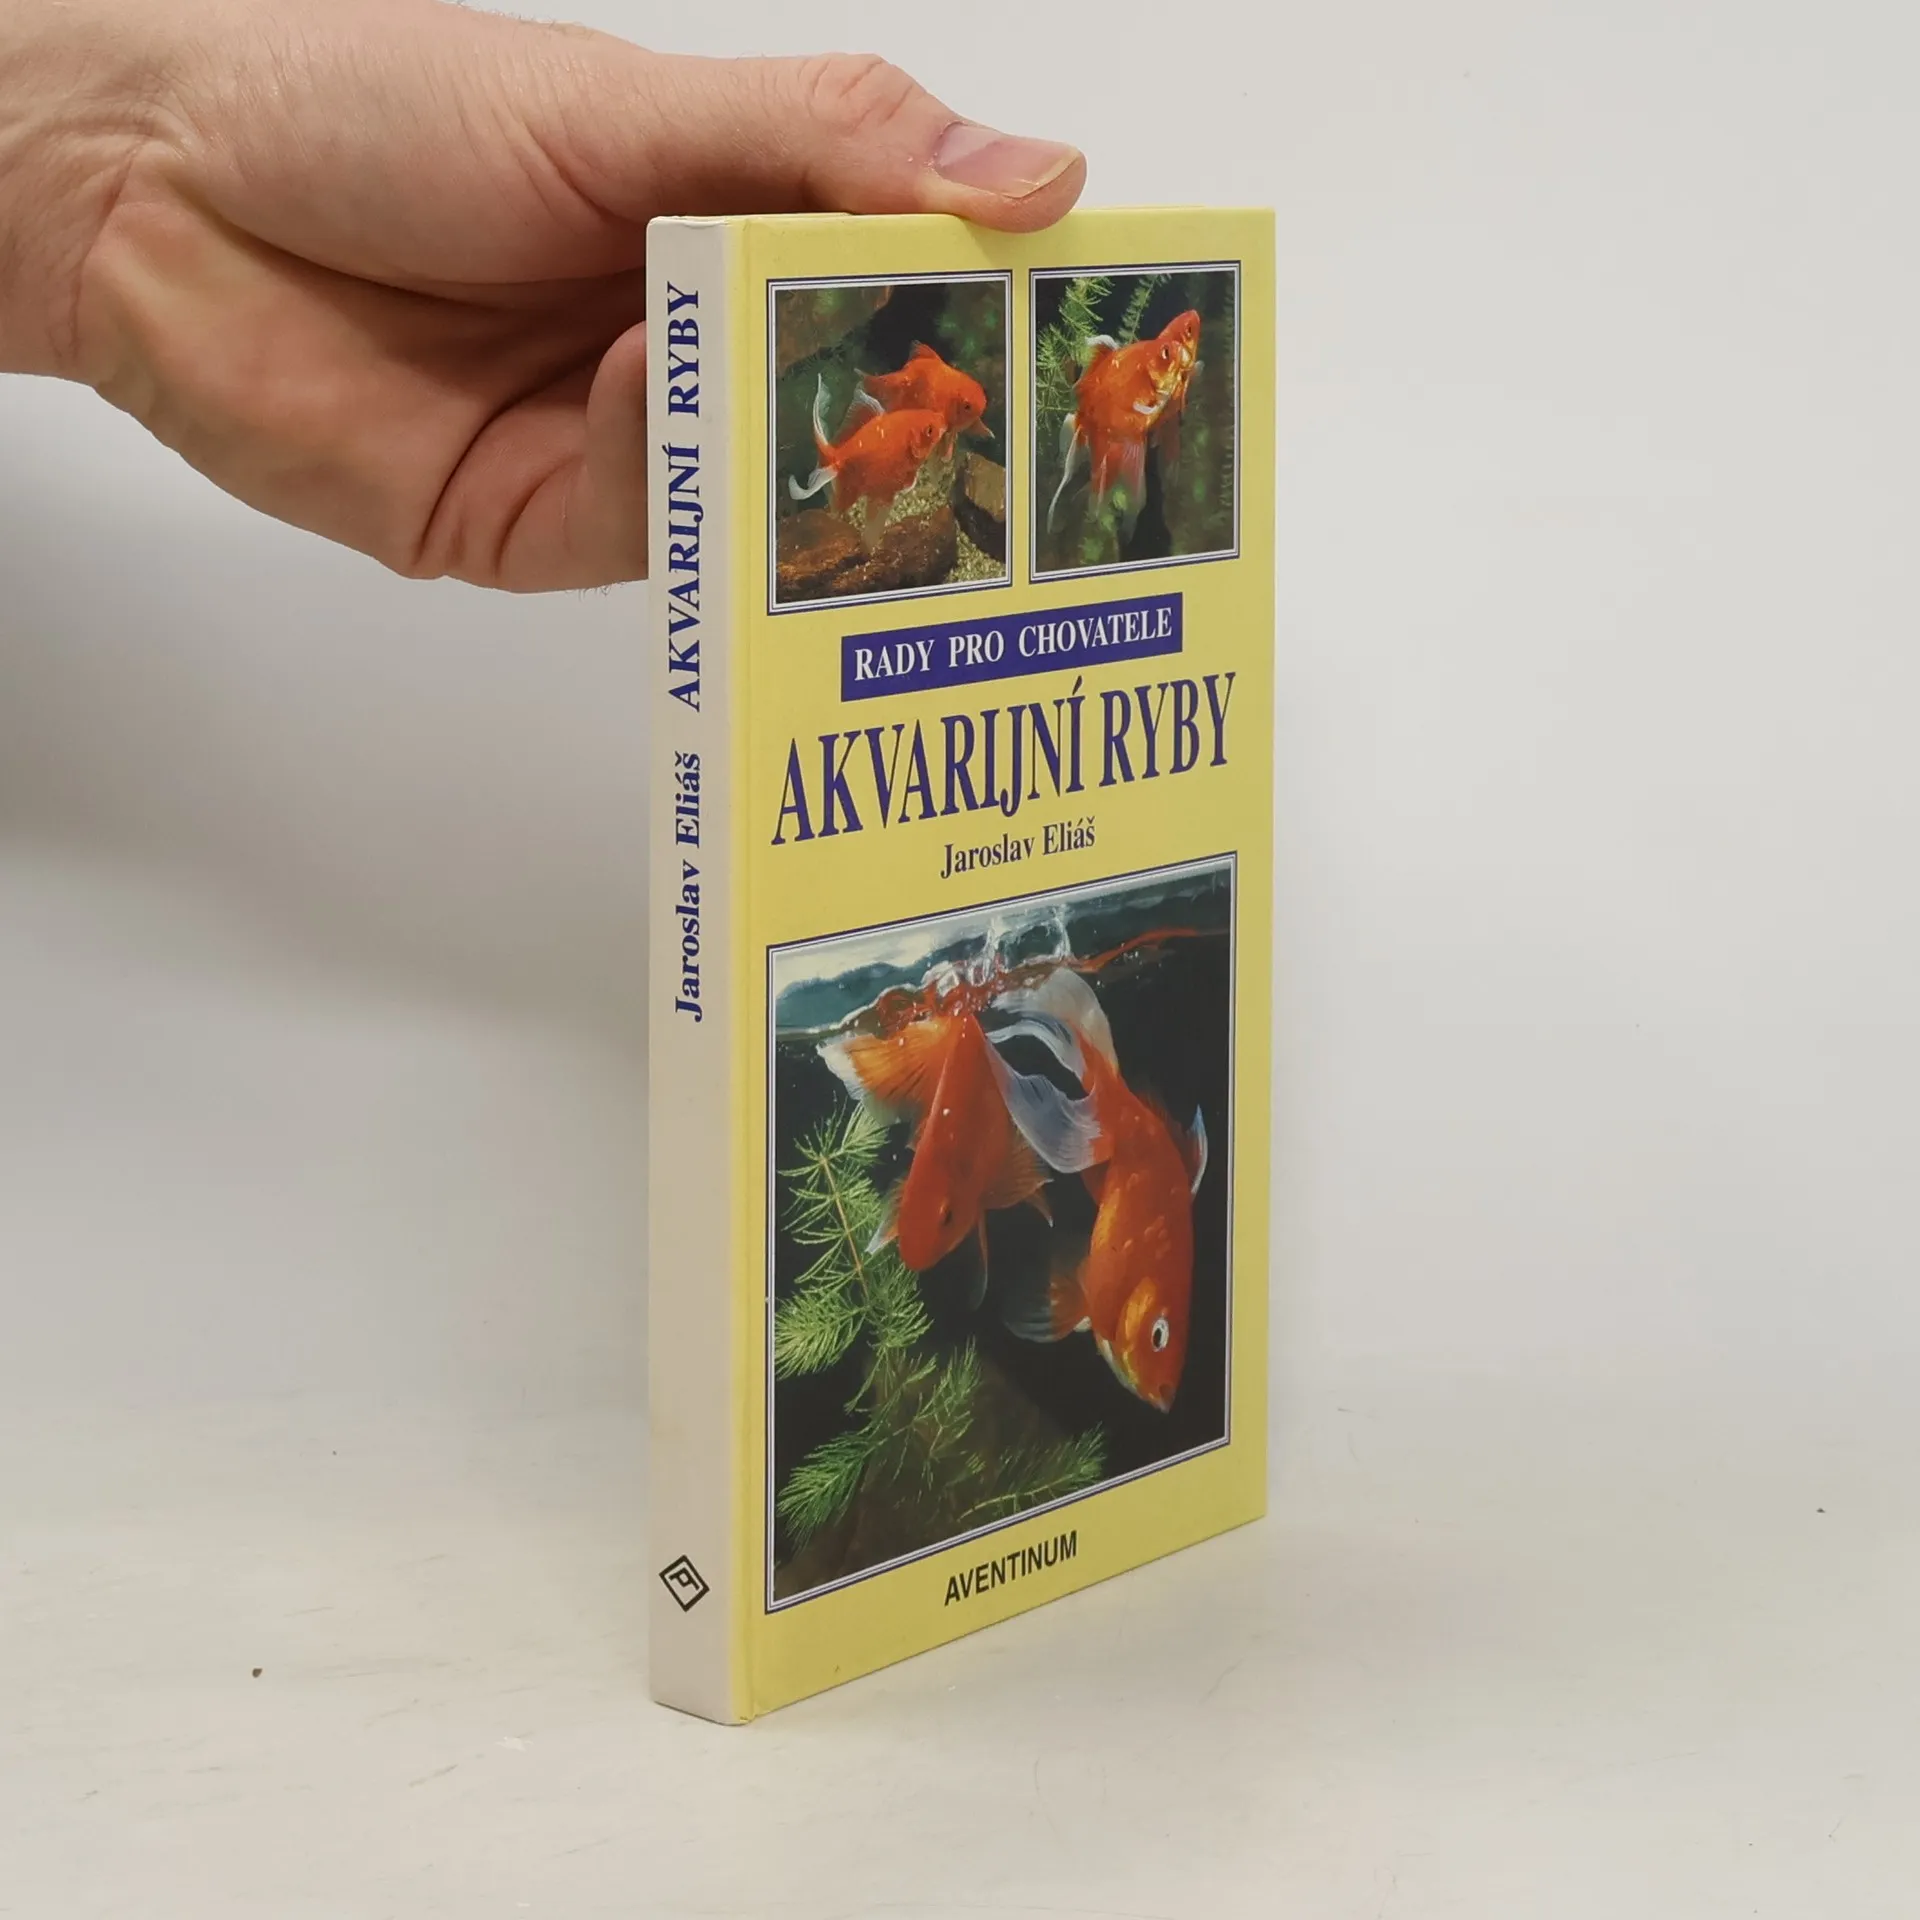 Jaroslav Eliáš AKVARIJNÍ RYBY
RADY PRO CHOVATELE
AKVARIJNÍ RYBY
Jaroslav Eliáš
AVENTINUM